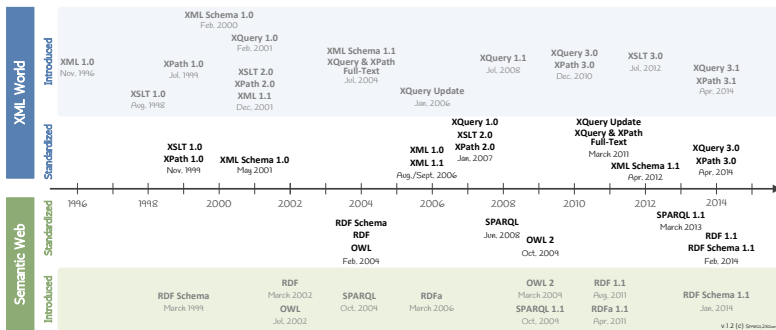 XML World
Introduced
XML Schema 1.0
Feb. 2000
XQuery 1.0
Feb. 2001
XML 1.0
Nov. 1996
XPath 1.0
Jul. 1999
XSLT 1.0
Aug. 1998
XSLT 2.0
XPath 2.0
XML 1.1
Dec. 2001
XML Schema 1.1
XQuery & XPath
Full-Text
Jul. 2004
XQuery Update
Jan. 2006
XQuery 1.1
Jul. 2008
XQuery 3.0
XPath 3.0
Dec. 2010
XSLT 3.0
Jul. 2012
XQuery 3.1
XPath 3.1
Apr. 2014
Standardized
XSLT 1.0
XPath 1.0
Nov. 1999
XML Schema 1.0
May 2001
XML 1.0
XML 1.1
Aug./Sept. 2006
XQuery 1.0
XSLT 2.0
XPath 2.0
Jan. 2007
XQuery Update
XQuery & XPath
Full-Text
March 2011
XML Schema 1.1
Apr. 2012
XQuery 3.0
XPath 3.0
Apr. 2014
1996 1998 2000 2002 2004 2006 2008 2010 2012 2014
Semantic Web
Standardized
RDF Schema
RDF
OWL
Feb. 2004
SPARQL
Jun. 2008
OWL 2
Oct. 2009
SPARQL 1.1
March 2013
RDF 1.1
RDF Schema 1.1
Feb. 2014
Introduced
RDF Schema
March 1999
RDF
March 2002
OWL
Jul. 2002
SPARQL
Oct. 2004
RDFa
March 2006
OWL 2
March 2009
SPARQL 1.1
Oct. 2009
RDF 1.1
Aug. 2011
RDFa 1.1
Apr. 2011
RDF Schema 1.1
Jan. 2014
v 1.2 (c)